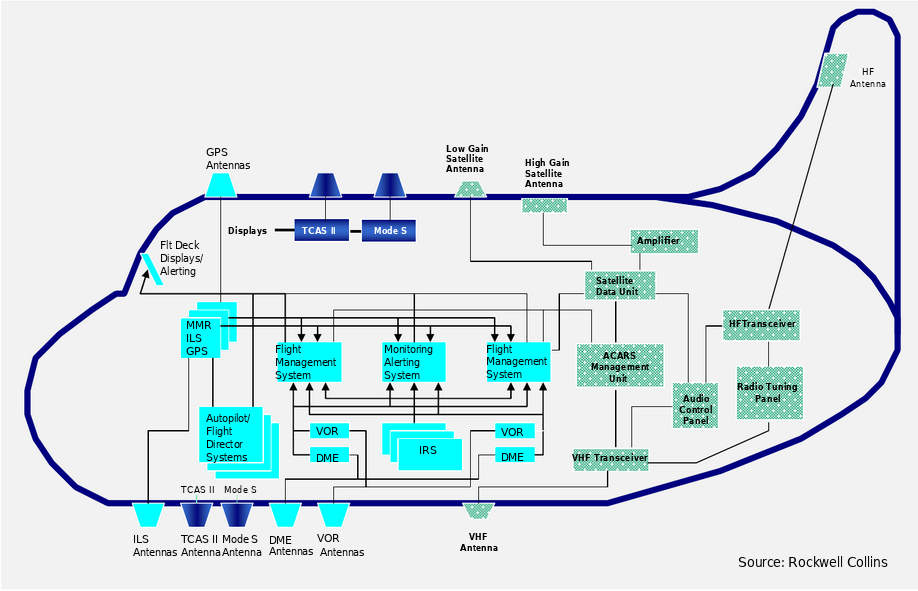 HF
Antenna
GPS
Antennas
Low Gain
Satellite
Antenna
High Gain
Satellite
Antenna
Displays
TCAS II
Mode S
Amplifier
Flt Deck
Displays/
Alerting
Satellite
Data Unit
MMR
ILS
GPS
HFTransceiver
Flight
Management
System
Monitoring
Alerting
System
Flight
Management
System
ACARS
Management
Unit
Radio Tuning
Panel
Audio
Control
Panel
Autopilot/
Flight
Director
Systems
VOR
DME
IRS
VOR
DME
VHF Transceiver
TCAS II
Mode S
ILS
Antennas
TCAS II
Antenna
Mode S
Antenna
DME
Antennas
VOR
Antennas
VHF
Antenna
Source: Rockwell Collins